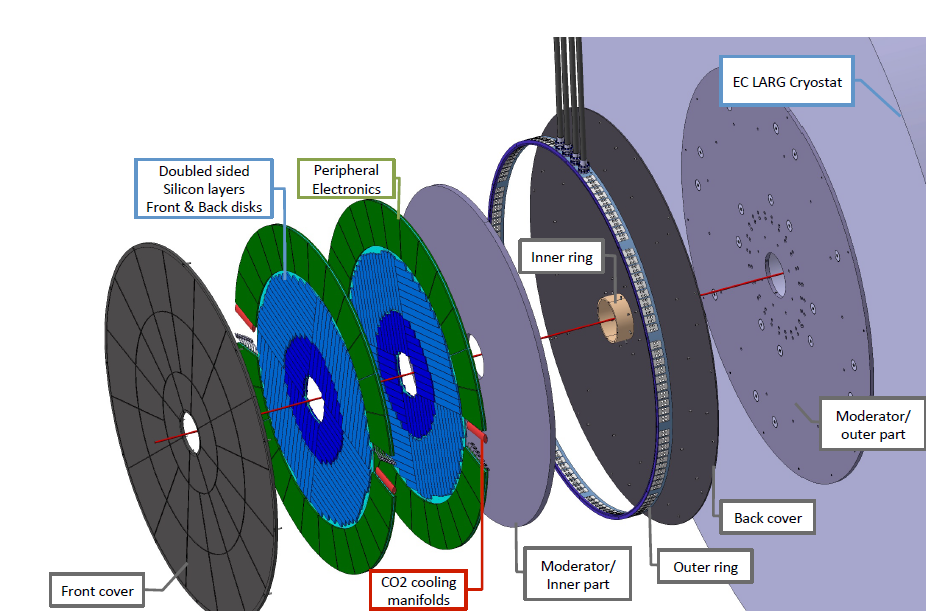 EC LARG Cryostat
Doubled sided
Silicon layers
Front & Back disks
Peripheral
Electronics
Inner ring
Moderator/
outer part
Back cover
Outer ring
Moderator/
Inner part
CO2 cooling
manifolds
Front cover